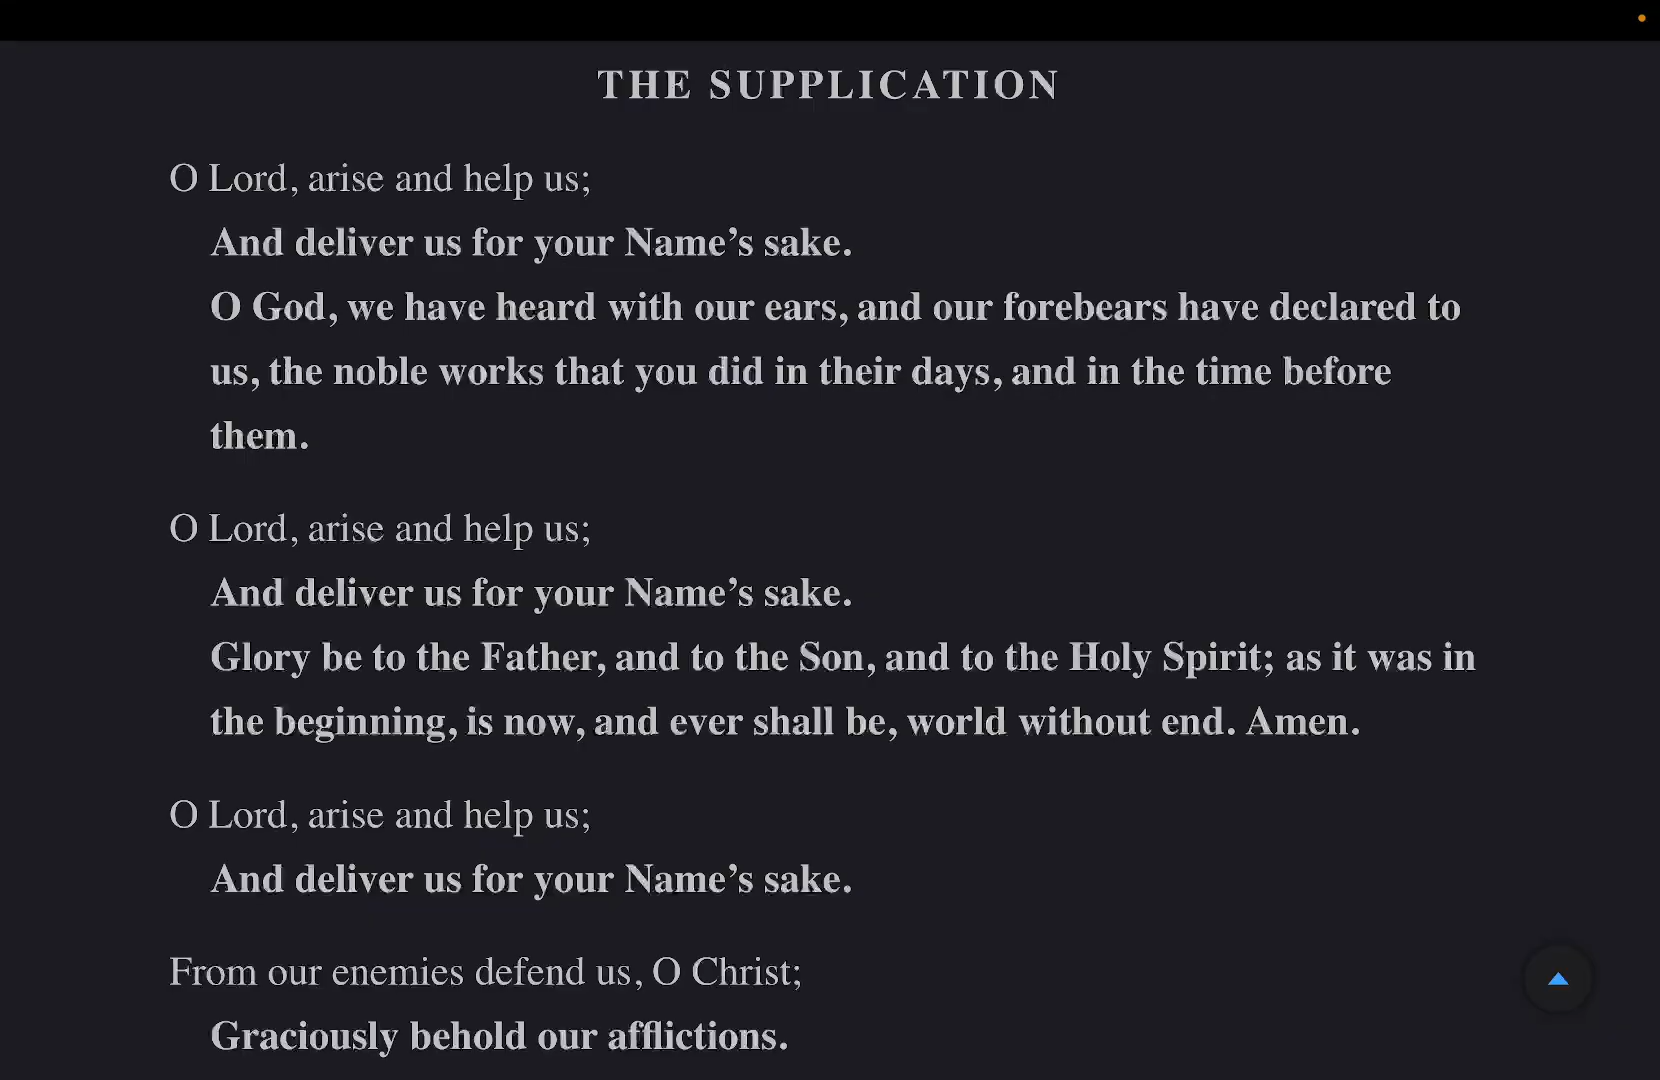 THE SUPPLICATION
O Lord, arise and help us;
And deliver us for your Name’s sake.
O God, we have heard with our ears, and our forebears have declared to
us, the noble works that you did in their days, and in the time before
them.
O Lord, arise and help us;
And deliver us for your Name’s sake.
Glory be to the Father, and to the Son, and to the Holy Spirit; as it was in
the beginning, is now, and ever shall be, world without end. Amen.
O Lord, arise and help us;
And deliver us for your Name’s sake.
From our enemies defend us, O Christ;
Graciously behold our afflictions.